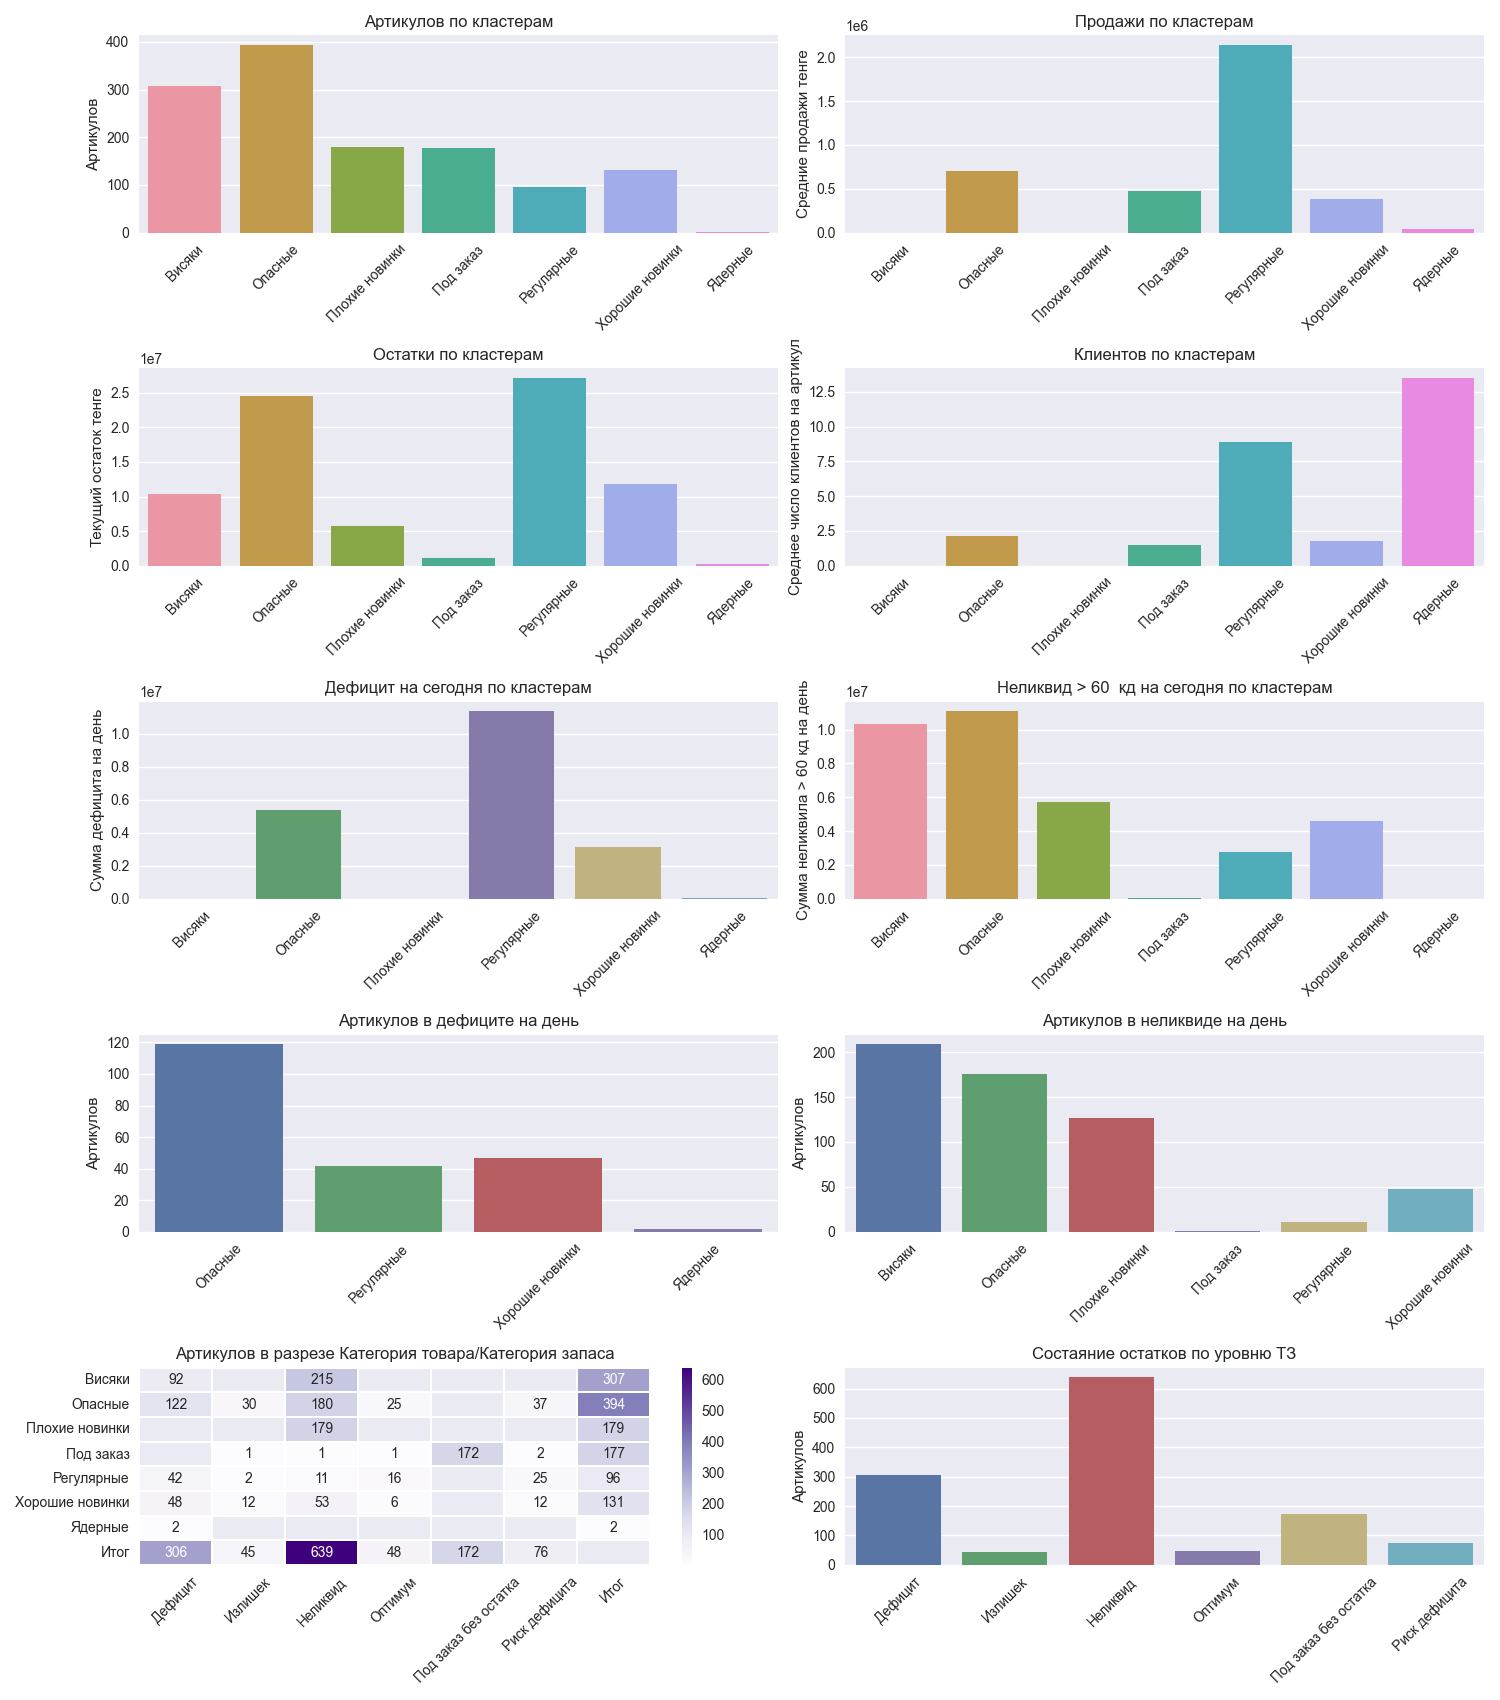 Артикулов по кластерам
Артикулов
400
300
200
100
0
Висяки
Опасные
Плохие новинки
Под заказ
Регулярные
Хорошие новинки
Ядерные
Продажи по кластерам
1e6
Средние продажи тенге
2.0
1.5
1.0
0.5
0.0
Висяки
Опасные
Плохие новинки
Под заказ
Регулярные
Хорошие новинки
Ядерные
Остатки по кластерам
1e7
Текущий остаток тенге
2.5
2.0
1.5
1.0
0.5
0.0
Висяки
Опасные
Плохие новинки
Под заказ
Регулярные
Хорошие новинки
Ядерные
Клиентов по кластерам
Среднее число клиентов на артикул
12.5
10.0
7.5
5.0
2.5
0.0
Висяки
Опасные
Плохие новинки
Под заказ
Регулярные
Хорошие новинки
Ядерные
Дефицит на сегодня по кластерам
1e7
Сумма дефицита на день
1.0
0.8
0.6
0.4
0.2
0.0
Висяки
Опасные
Плохие новинки
Регулярные
Хорошие новинки
Ядерные
Неликвид > 60 кд на сегодня по кластерам
1e7
Сумма неликвила > 60 кд на день
1.0
0.8
0.6
0.4
0.2
0.0
Висяки
Опасные
Плохие новинки
Под заказ
Регулярные
Хорошие новинки
Ядерные
Артикулов в дефиците на день
Артикулов
120
100
80
60
40
20
0
Опасные
Регулярные
Хорошие новинки
Ядерные
Артикулов в неликвиде на день
Артикулов
200
150
100
50
0
Висяки
Опасные
Плохие новинки
Под заказ
Регулярные
Хорошие новинки
Артикулов в разрезе Категория товара/Категория запаса
Висяки 92 215 307
Опасные 122 30 180 25 37 394
Плохие новинки 179 179
Под заказ 1 1 1 172 2 177
Регулярные 42 2 11 16 25 96
Хорошие новинки 48 12 53 6 12 131
Ядерные 2 2
Итог 306 45 639 48 172 76
Дефицит
Излишек
Неликвид
Оптимум
Под заказ без остатка
Риск дефицита
Итог
600
500
400
300
200
100
Состаяние остатков по уровню ТЗ
Артикулов
600
500
400
300
200
100
0
Дефицит
Излишек
Неликвид
Оптимум
Под заказ без остатка
Риск дефицита